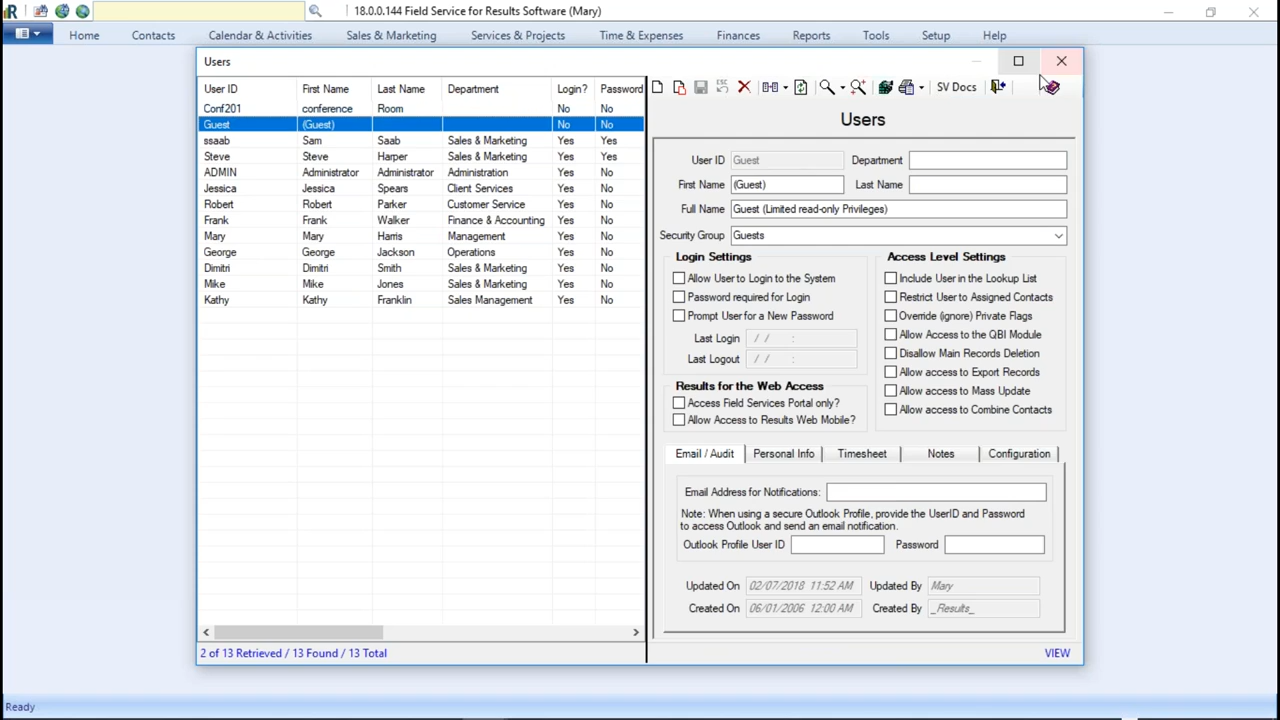 R 18.0.0.144 Field Service for Results Software (Mary)
Home Contacts Calendar & Activities Sales & Marketing Services & Projects Time & Expenses Finances Reports Tools Setup Help
Users
User ID First Name Last Name Department Login? Password
Conf201 conference Room No No
Guest (Guest) No No
ssaab Sam Saab Sales & Marketing Yes Yes
Steve Steve Harper Sales & Marketing Yes Yes
ADMIN Administrator Administrator Administration Yes No
Jessica Jessica Spears Client Services Yes No
Robert Robert Parker Customer Service Yes No
Frank Frank Walker Finance & Accounting Yes No
Mary Mary Harris Management Yes No
George George Jackson Operations Yes No
Dimitri Dimitri Smith Sales & Marketing Yes No
Mike Mike Jones Sales & Marketing Yes No
Kathy Kathy Franklin Sales Management Yes No
2 of 13 Retrieved / 13 Found / 13 Total
ESC SV Docs
Users
User ID Guest Department
First Name (Guest) Last Name
Full Name Guest (Limited read-only Privileges)
Security Group Guests
Login Settings
Allow User to Login to the System
Password required for Login
Prompt User for a New Password
Last Login / / :
Last Logout / / :
Results for the Web Access
Access Field Services Portal only?
Allow Access to Results Web Mobile?
Access Level Settings
Include User in the Lookup List
Restrict User to Assigned Contacts
Override (ignore) Private Flags
Allow Access to the QBI Module
Disallow Main Records Deletion
Allow access to Export Records
Allow access to Mass Update
Allow access to Combine Contacts
Email / Audit Personal Info Timesheet Notes Configuration
Email Address for Notifications:
Note: When using a secure Outlook Profile, provide the UserID and Password
to access Outlook and send an email notification.
Outlook Profile User ID Password
Updated On 02/07/2018 11:52 AM Updated By Mary
Created On 06/01/2006 12:00 AM Created By _Results_
VIEW
Ready